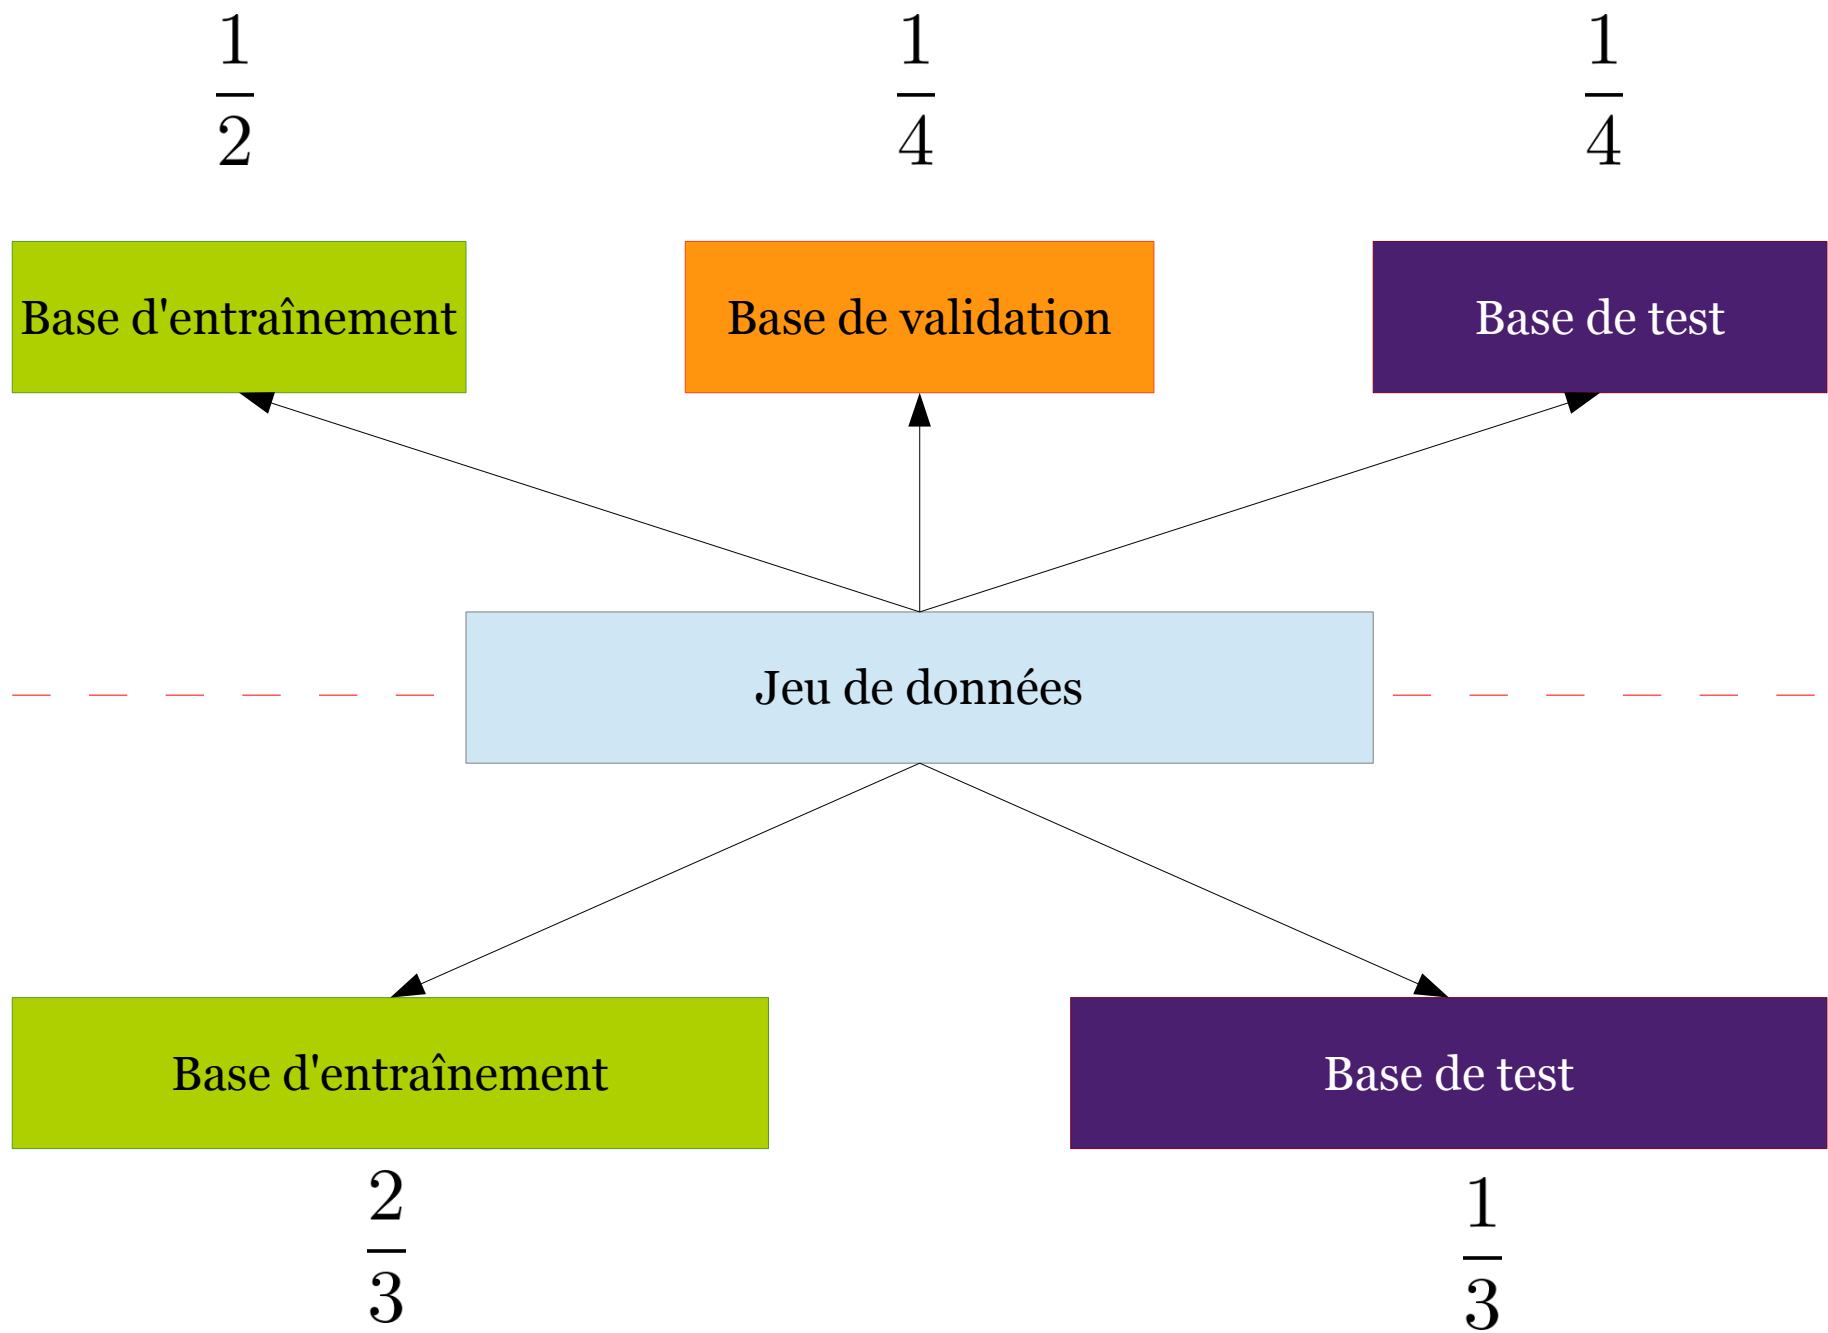 1/2
1/4
1/4
Base d'entraînement
Base de validation
Base de test
Jeu de données
Base d'entraînement
Base de test
2/3
1/3